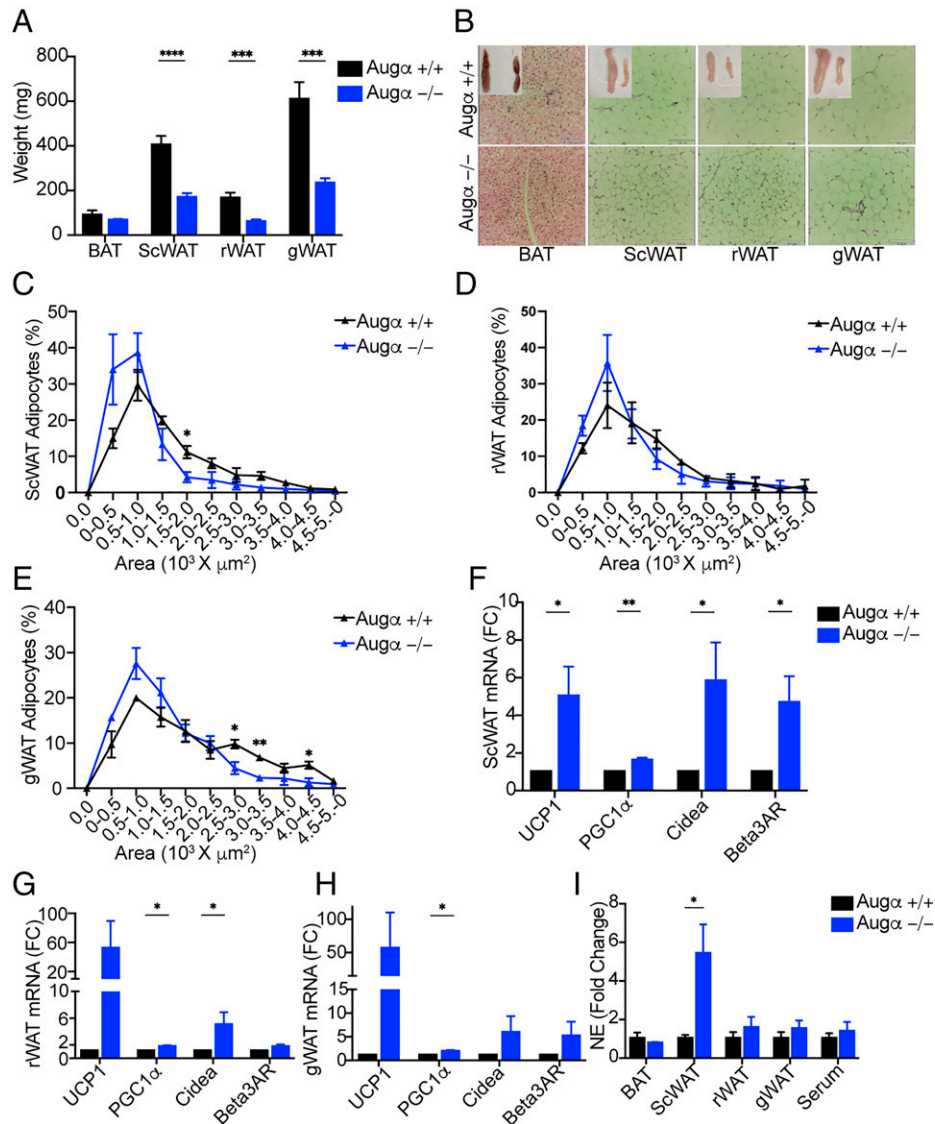 A
**** *** ***
Augα +/+
Augα −/−
Weight (mg)
800
600
400
200
0
BAT ScWAT rWAT gWAT
B
Augα +/+
Augα −/−
BAT ScWAT rWAT gWAT
C
ScWAT Adipocytes (%)
50
40
30
20
10
0
Augα +/+
Augα −/−
*
0.0 0-0.5 0.5-1.0 1.0-1.5 1.5-2.0 2.0-2.5 2.5-3.0 3.0-3.5 3.5-4.0 4.0-4.5 4.5-5.-0
Area (10³ X μm²)
D
rWAT Adipocytes (%)
50
40
30
20
10
0
Augα +/+
Augα −/−
0.0 0-0.5 0.5-1.0 1.0-1.5 1.5-2.0 2.0-2.5 2.5-3.0 3.0-3.5 3.5-4.0 4.0-4.5 4.5-5.-0
Area (10³ X μm²)
E
gWAT Adipocytes (%)
40
30
20
10
0
Augα +/+
Augα −/−
* ** *
0.0 0-0.5 0.5-1.0 1.0-1.5 1.5-2.0 2.0-2.5 2.5-3.0 3.0-3.5 3.5-4.0 4.0-4.5 4.5-5.-0
Area (10³ X μm²)
F
ScWAT mRNA (FC)
10
8
6
4
2
0
* ** * *
Augα +/+
Augα −/−
UCP1 PGC1α Cidea Beta3AR
G
rWAT mRNA (FC)
100
80
60
40
10
8
6
4
2
0
* *
UCP1 PGC1α Cidea Beta3AR
H
gWAT mRNA (FC)
100
50
15
10
5
0
*
UCP1 PGC1α Cidea Beta3AR
I
NE (Fold Change)
8
6
4
2
0
*
Augα +/+
Augα −/−
BAT ScWAT rWAT gWAT Serum